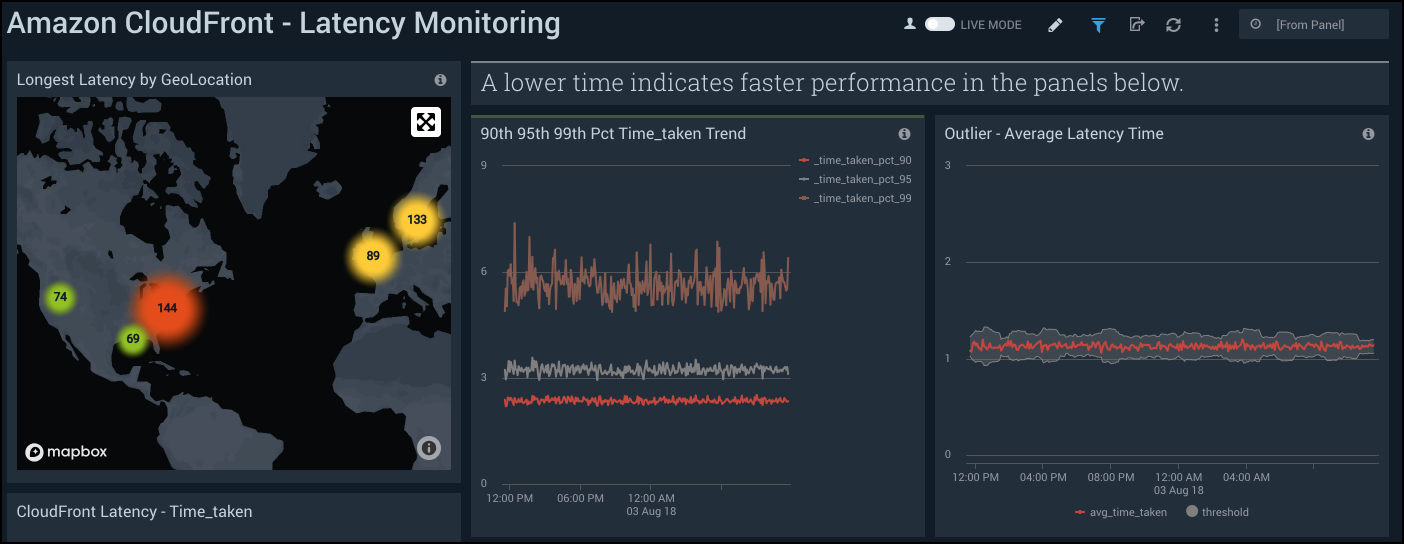 Amazon CloudFront - Latency Monitoring
LIVE MODE
[From Panel]
Longest Latency by GeoLocation
133
89
74
144
69
mapbox
CloudFront Latency - Time_taken
A lower time indicates faster performance in the panels below.
90th 95th 99th Pct Time_taken Trend
_time_taken_pct_90
_time_taken_pct_95
_time_taken_pct_99
9
6
3
0
12:00 PM 06:00 PM 12:00 AM
03 Aug 18
Outlier - Average Latency Time
3
2
1
0
12:00 PM 04:00 PM 08:00 PM 12:00 AM 04:00 AM
03 Aug 18
avg_time_taken threshold